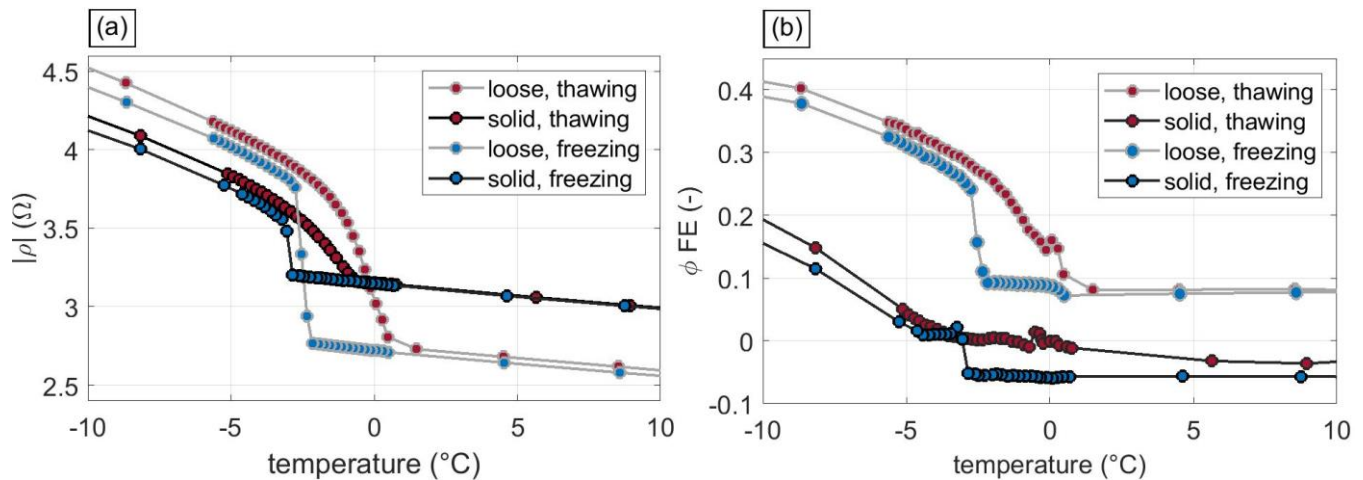 (a)
4.5
4
3.5
3
2.5
|ρ| (Ω)
-10
-5
0
5
10
temperature (°C)
loose, thawing
solid, thawing
loose, freezing
solid, freezing
(b)
0.4
0.3
0.2
0.1
0
-0.1
ϕ FE (-)
-10
-5
0
5
10
temperature (°C)
loose, thawing
solid, thawing
loose, freezing
solid, freezing